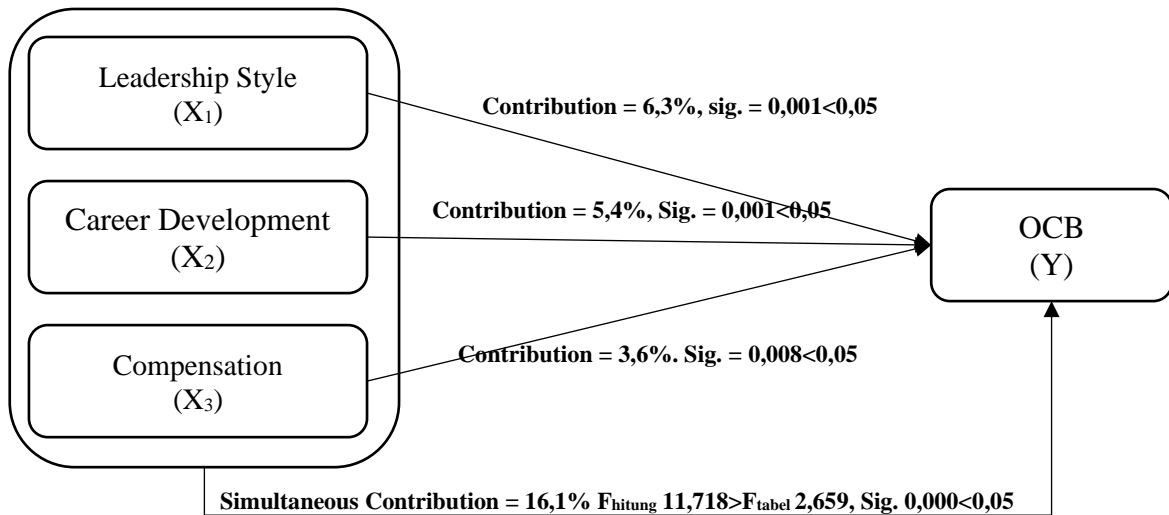 Leadership Style
(X₁)
Contribution = 6,3%, sig. = 0,001<0,05
Career Development
(X₂)
Contribution = 5,4%, Sig. = 0,001<0,05
OCB
(Y)
Compensation
(X₃)
Contribution = 3,6%. Sig. = 0,008<0,05
Simultaneous Contribution = 16,1% Fhitung 11,718>Ftabel 2,659, Sig. 0,000<0,05